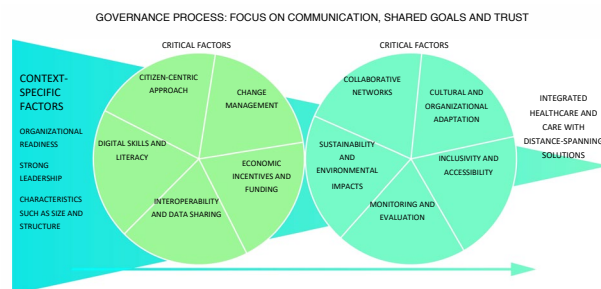 GOVERNANCE PROCESS: FOCUS ON COMMUNICATION, SHARED GOALS AND TRUST
CONTEXT-
SPECIFIC
FACTORS
ORGANIZATIONAL
READINESS
STRONG
LEADERSHIP
CHARACTERISTICS
SUCH AS SIZE AND
STRUCTURE
CRITICAL FACTORS
CITIZEN-CENTRIC
APPROACH
CHANGE
MANAGEMENT
DIGITAL SKILLS AND
LITERACY
ECONOMIC
INCENTIVES AND
FUNDING
INTEROPERABILITY
AND DATA SHARING
CRITICAL FACTORS
COLLABORATIVE
NETWORKS
CULTURAL AND
ORGANIZATIONAL
ADAPTATION
SUSTAINABILITY
AND
ENVIRONMENTAL
IMPACTS
INCLUSIVITY AND
ACCESSIBILITY
MONITORING AND
EVALUATION
INTEGRATED
HEALTHCARE AND
CARE WITH
DISTANCE-SPANNING
SOLUTIONS